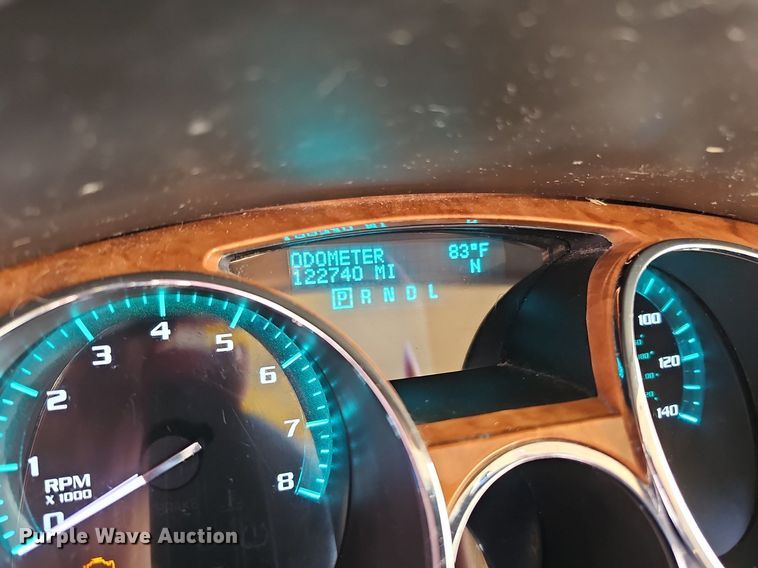 ODOMETER 83°F
122740 MI N
P R N D L
4
3 5
2 6
1 7
8
RPM
x 1000
0
100
120
140
Purple Wave Auction®